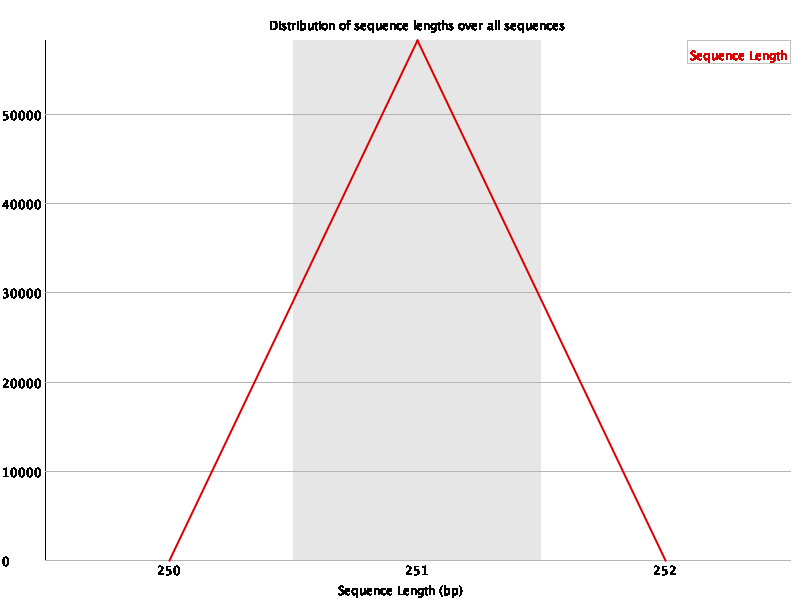 Distribution of sequence lengths over all sequences
Sequence Length
50000
40000
30000
20000
10000
0
250 251 252
Sequence Length (bp)